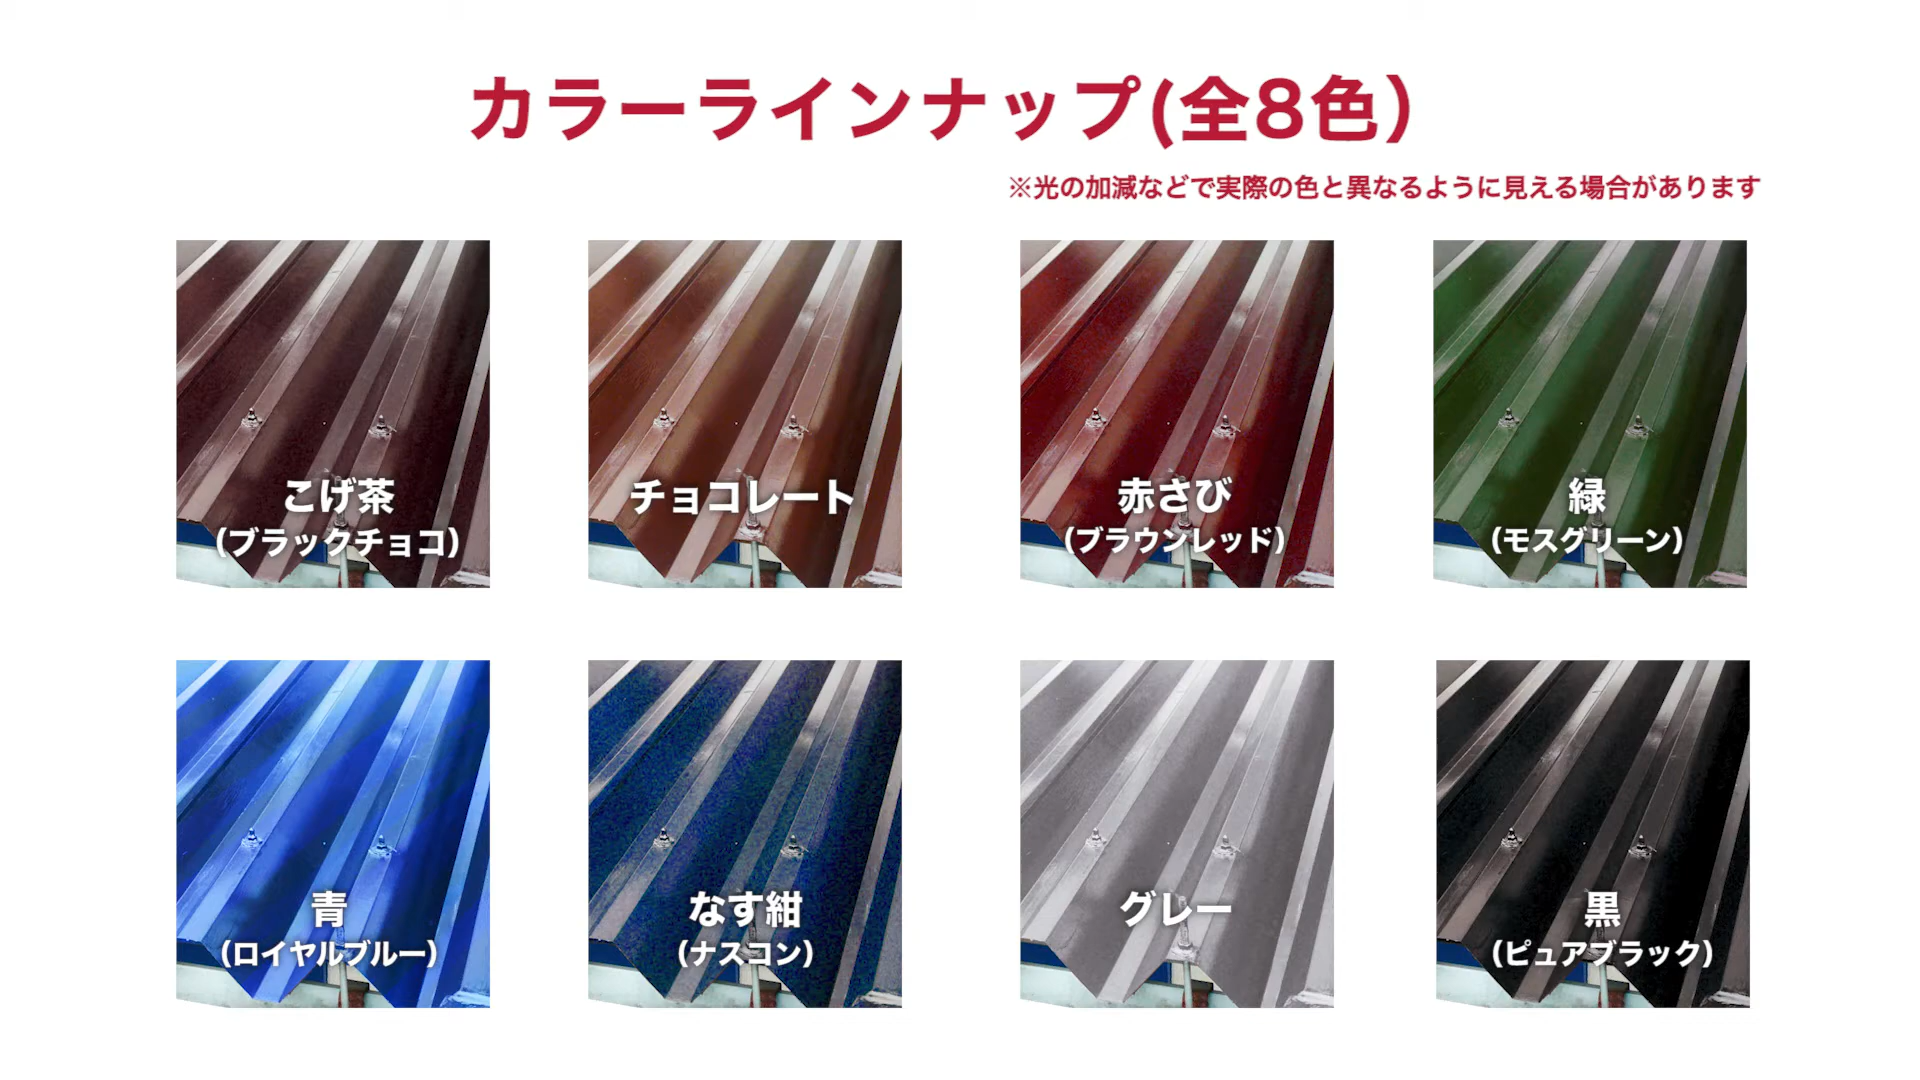 カラーラインナップ(全8色）
※光の加減などで実際の色と異なるように見える場合があります
こげ茶
（ブラックチョコ）
チョコレート
赤さび
（ブラウンレッド）
緑
（モスグリーン）
青
（ロイヤルブルー）
なす紺
（ナスコン）
グレー
黒
（ピュアブラック）